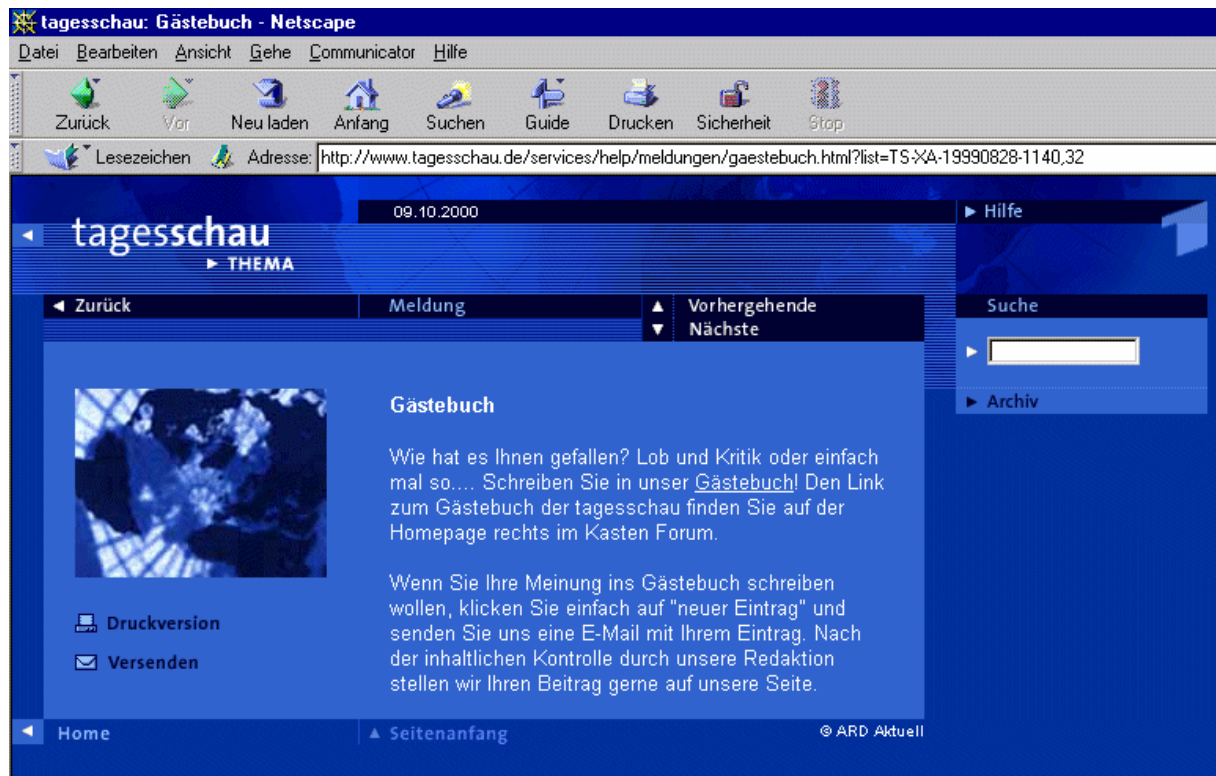 tagesschau: Gästebuch - Netscape
Datei Bearbeiten Ansicht Gehe Communicator Hilfe
Zurück Vor Neu laden Anfang Suchen Guide Drucken Sicherheit Stop
Lesezeichen Adresse: http://www.tagesschau.de/services/help/meldungen/gaestebuch.html?list=TS-XA-19990828-1140,32
09.10.2000
Hilfe
tagesschau
THEMA
Zurück
Meldung
Vorhergehende
Nächste
Suche
Archiv
Gästebuch
Wie hat es Ihnen gefallen? Lob und Kritik oder einfach
mal so.... Schreiben Sie in unser Gästebuch! Den Link
zum Gästebuch der tagesschau finden Sie auf der
Homepage rechts im Kasten Forum.
Wenn Sie Ihre Meinung ins Gästebuch schreiben
wollen, klicken Sie einfach auf "neuer Eintrag" und
senden Sie uns eine E-Mail mit Ihrem Eintrag. Nach
der inhaltlichen Kontrolle durch unsere Redaktion
stellen wir Ihren Beitrag gerne auf unsere Seite.
Druckversion
Versenden
Home
Seitenanfang
© ARD Aktuell